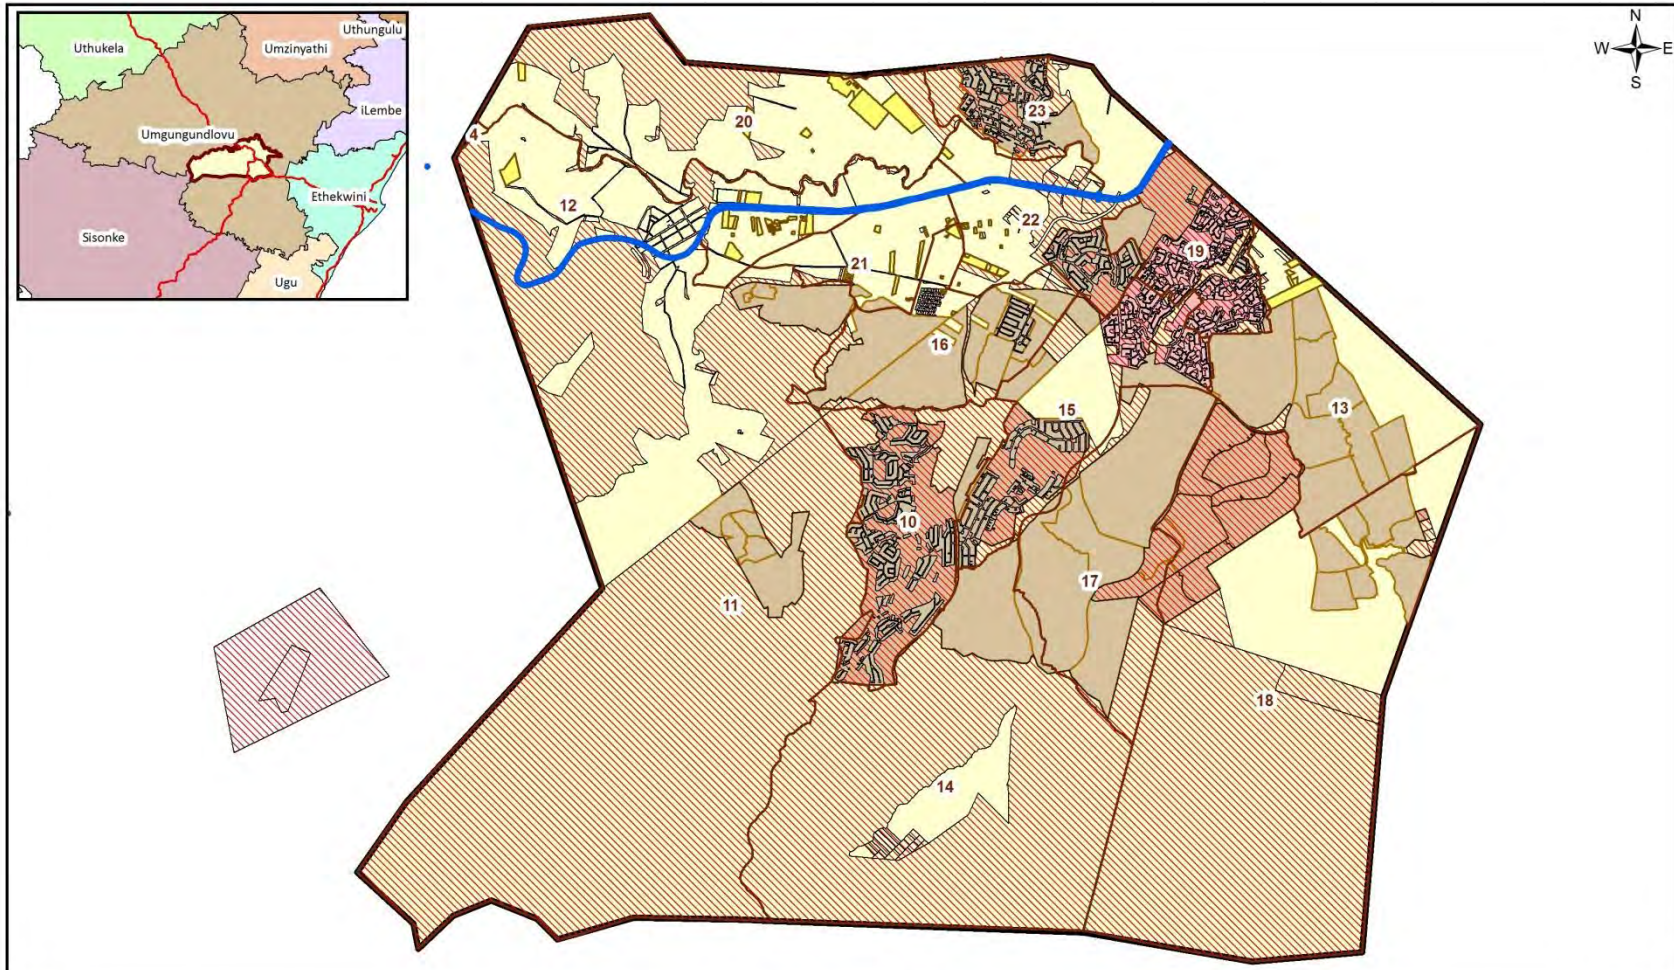 Uthukela
Umzinyathi
Uthungulu
iLembe
Umgungundlovu
Ethekwini
Sisonke
Ugu
N
W
E
S
4
20
23
12
22
19
21
16
15
13
10
17
11
18
14